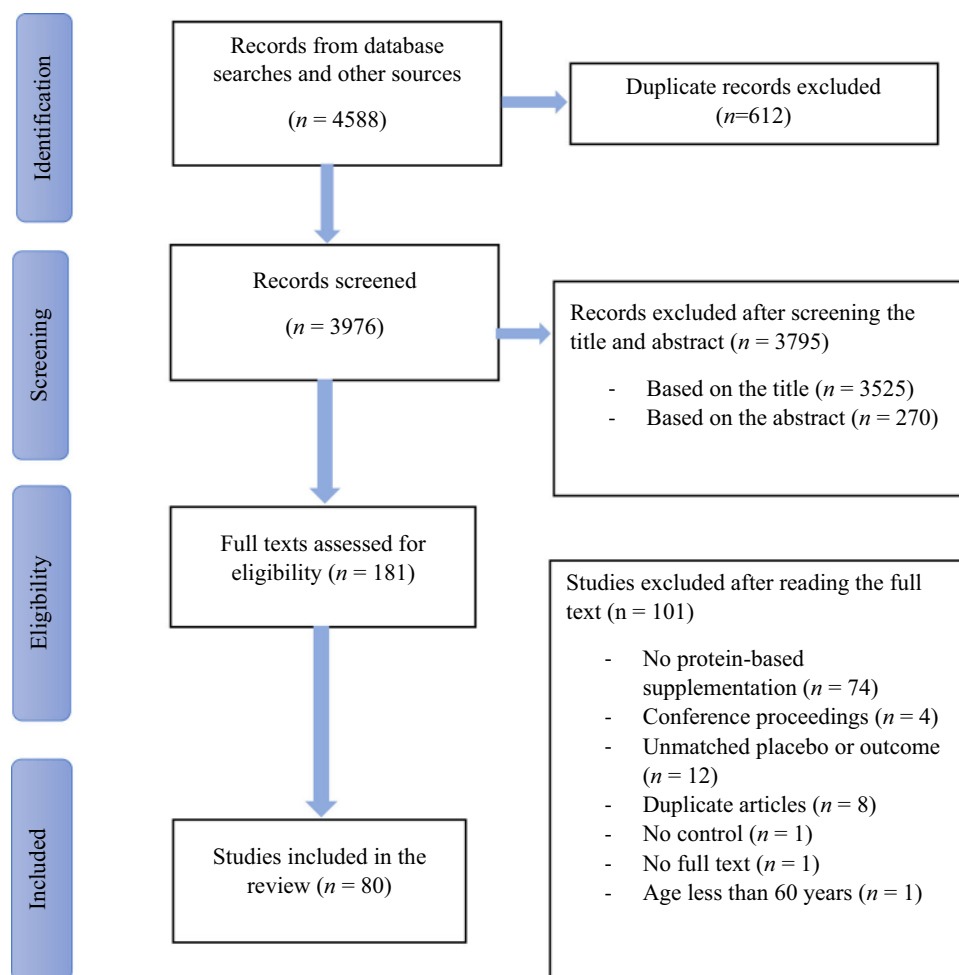 Identification
Records from database
searches and other sources
(n = 4588)
Duplicate records excluded
(n=612)
Screening
Records screened
(n = 3976)
Records excluded after screening the
title and abstract (n = 3795)
- Based on the title (n = 3525)
- Based on the abstract (n = 270)
Eligibility
Full texts assessed for
eligibility (n = 181)
Studies excluded after reading the full
text (n = 101)
- No protein-based
supplementation (n = 74)
- Conference proceedings (n = 4)
- Unmatched placebo or outcome
(n = 12)
- Duplicate articles (n = 8)
- No control (n = 1)
- No full text (n = 1)
- Age less than 60 years (n = 1)
Included
Studies included in the
review (n = 80)